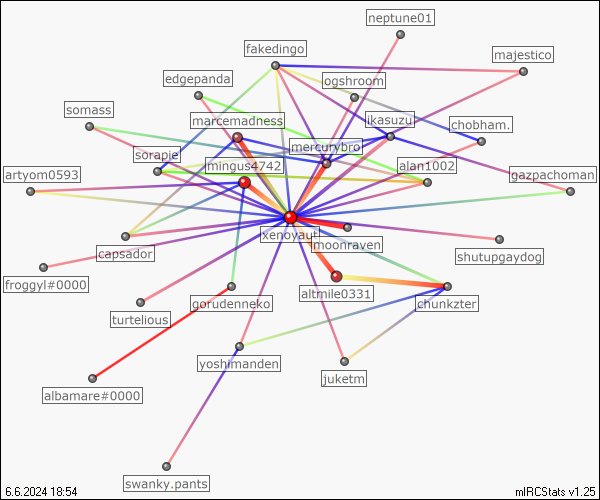 neptune01
fakedingo
majestico
edgepanda
ogshroom
somass
marcemadness
ikasuzu
chobham.
mercurybro
sorapie
mingus4742
alan1002
artyom0593
gazpachoman
xenoyaut
moonraven
capsador
shutupgaydog
froggyl#0000
gorudenneko
altmile0331
chunkzter
turtelious
yoshimanden
juketm
albamare#0000
swanky.pants
6.6.2024 18:54
mIRCStats v1.25